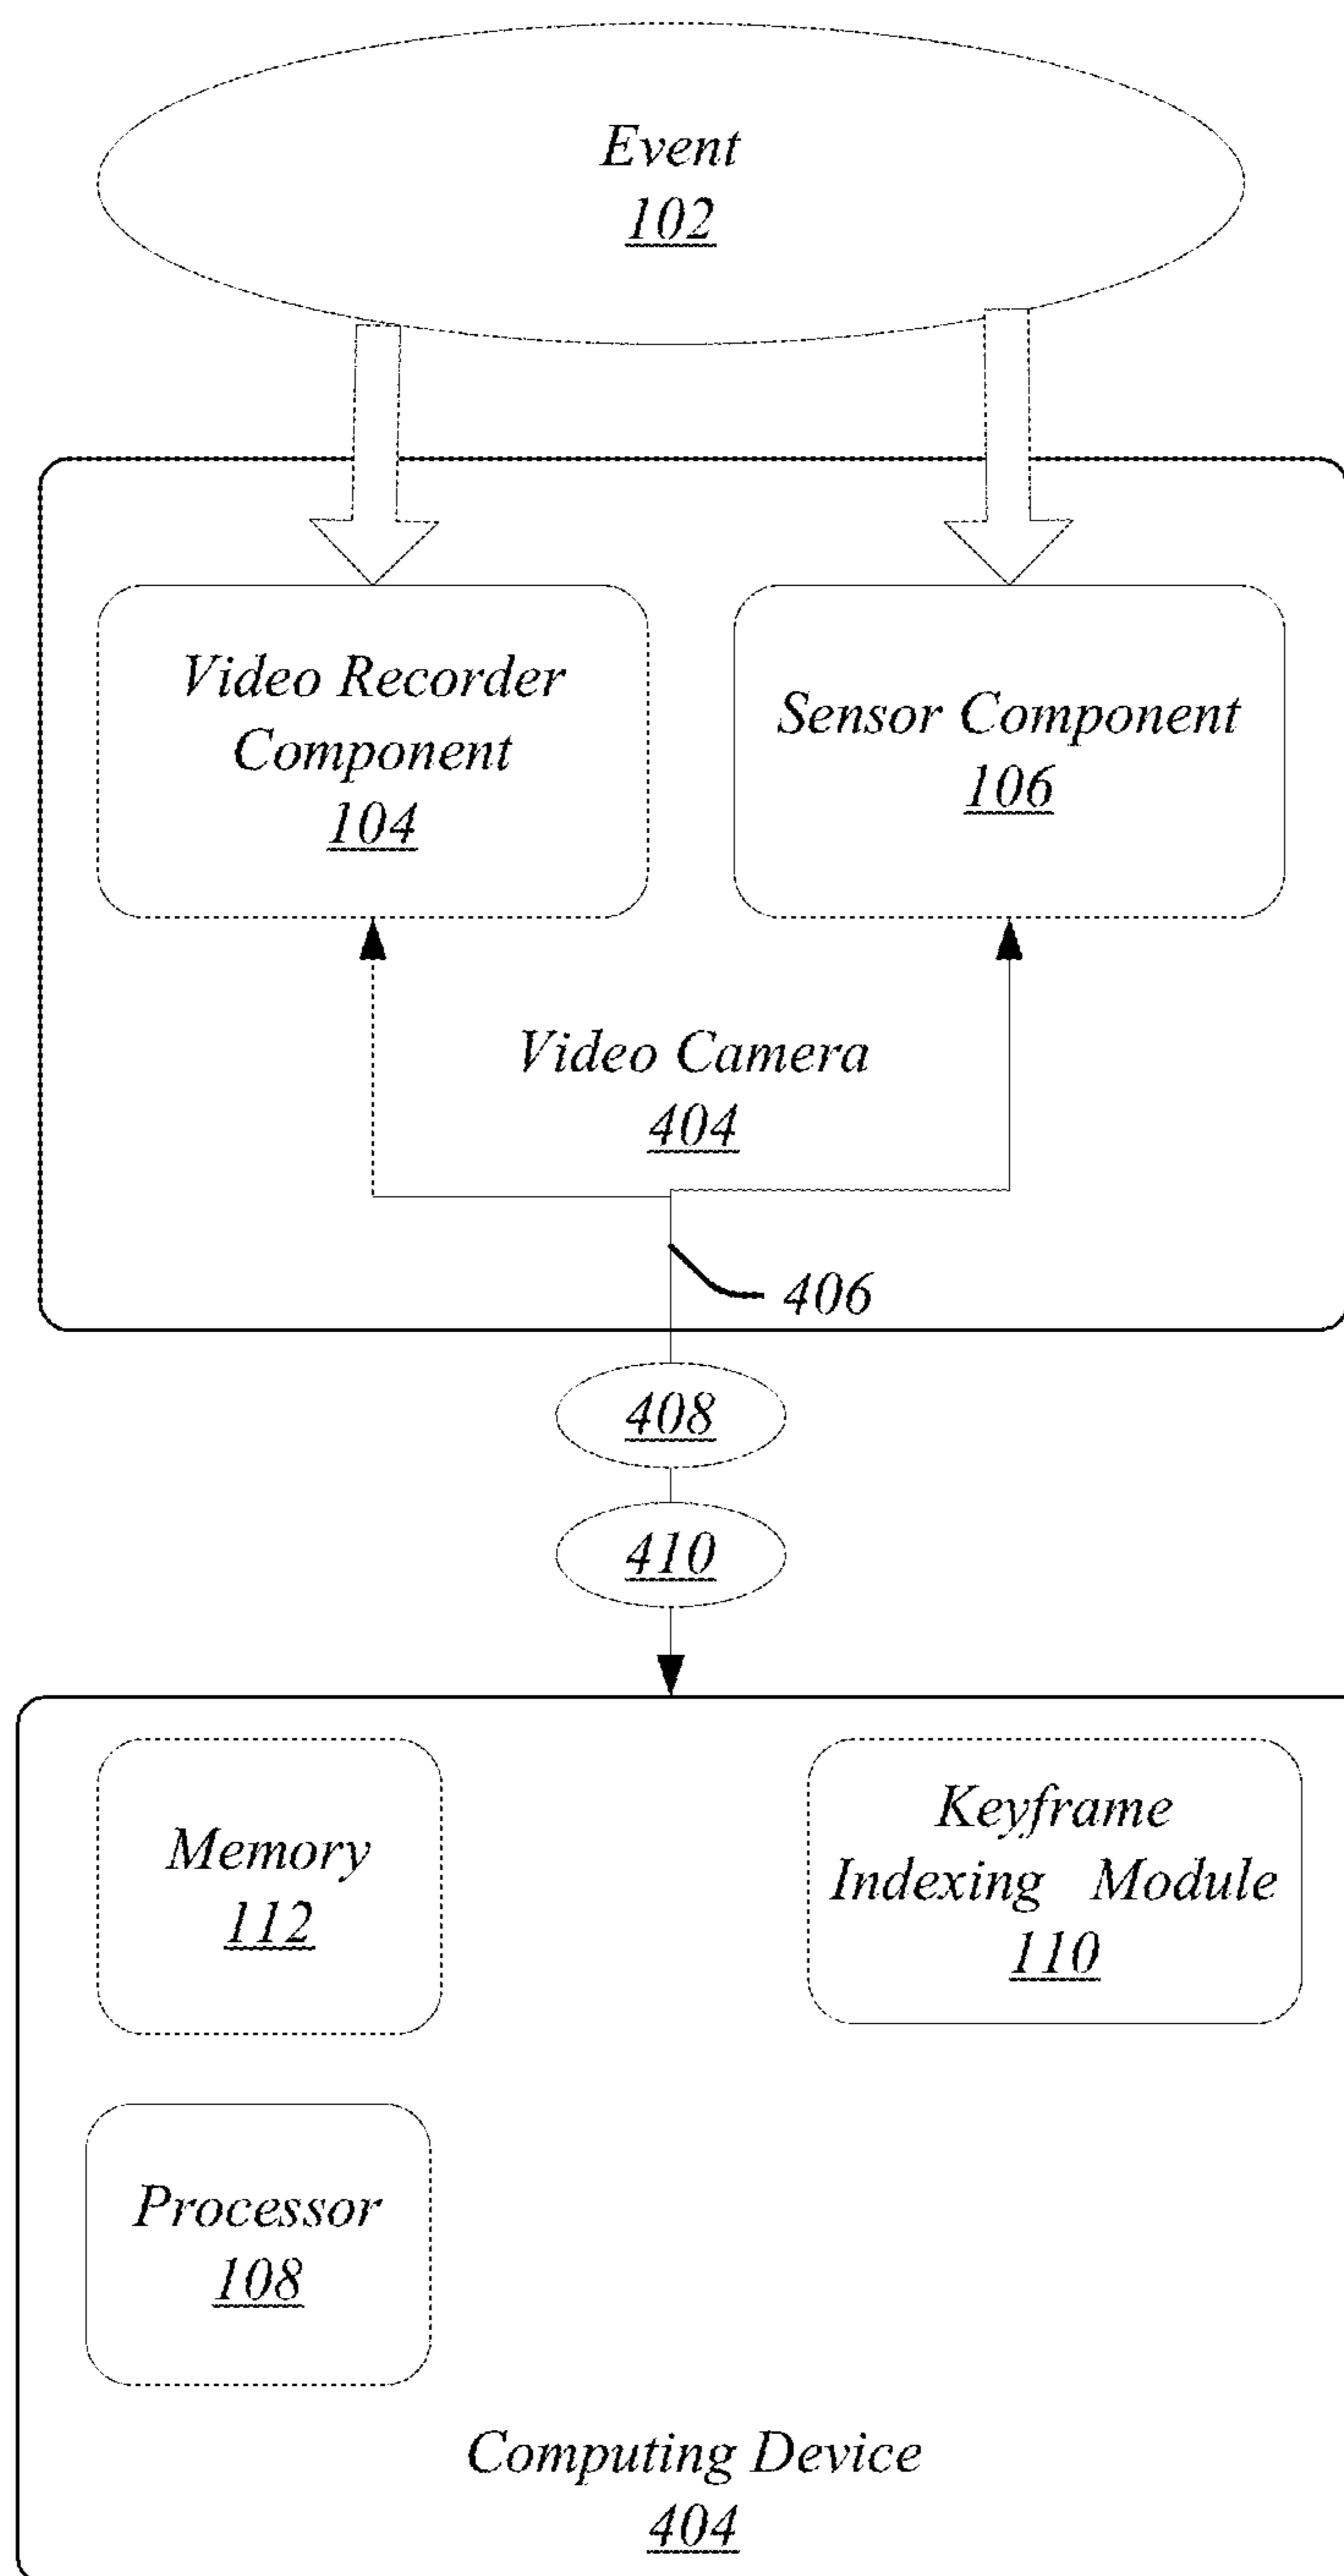 Event
102
Video Recorder
Component
104
Sensor Component
106
Video Camera
404
406
408
410
Memory
112
Keyframe
Indexing Module
110
Processor
108
Computing Device
404